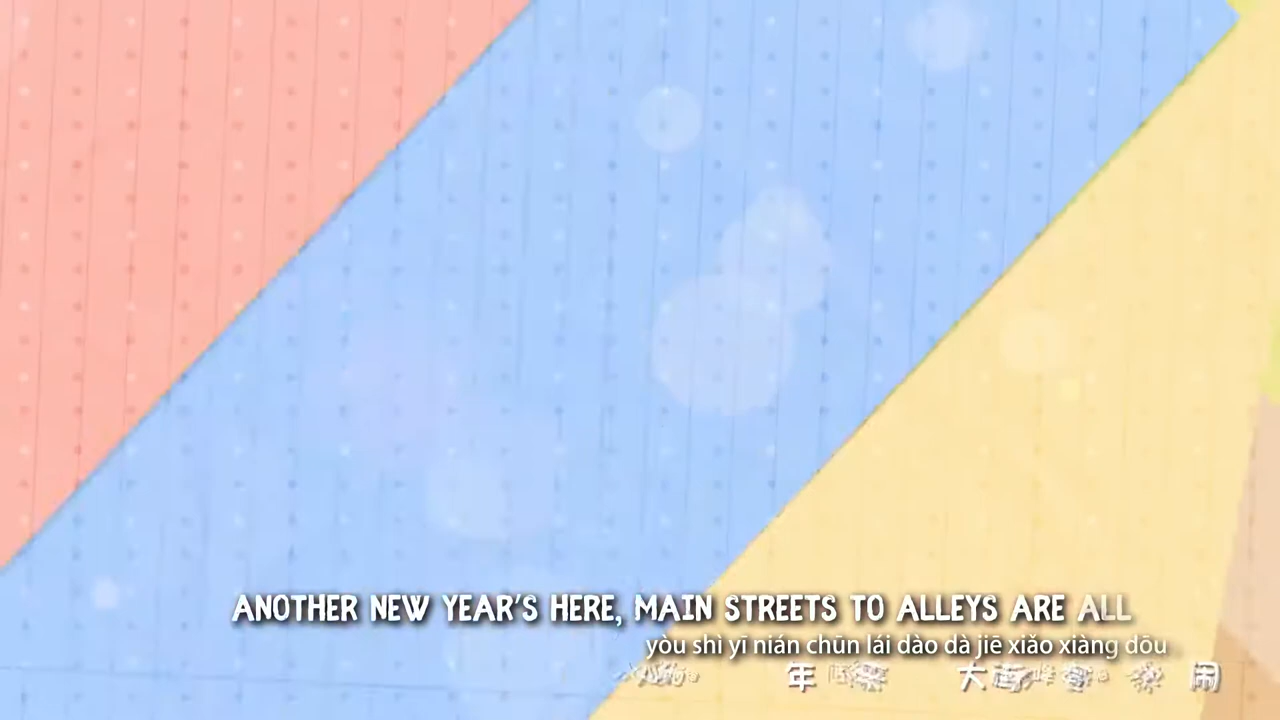 ANOTHER NEW YEAR'S HERE, MAIN STREETS TO ALLEYS ARE ALL
yòu shì yī nián chūn lái dào dà jiē xiǎo xiàng dōu
年 大 闹